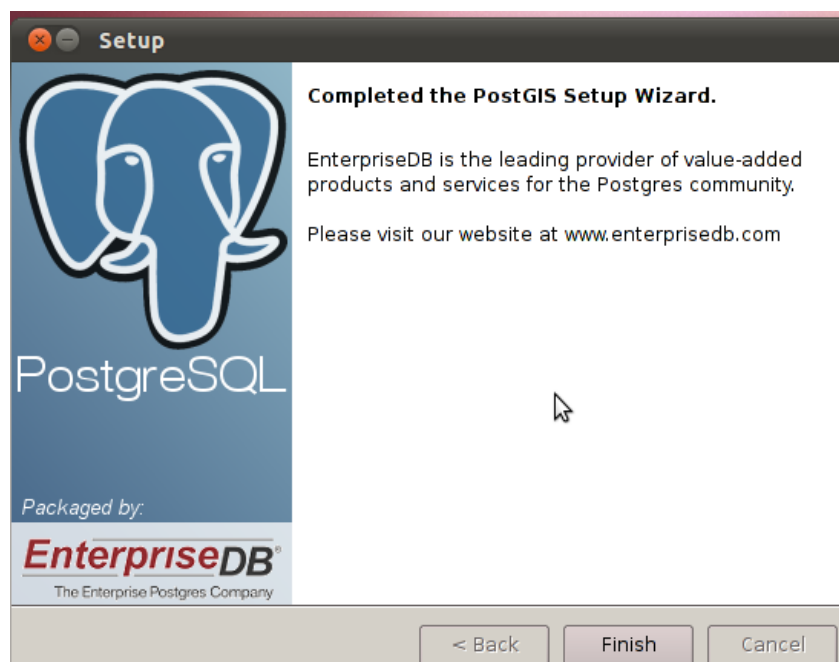 Setup
Completed the PostGIS Setup Wizard.
EnterpriseDB is the leading provider of value-added
products and services for the Postgres community.
Please visit our website at www.enterprisedb.com
PostgreSQL
Packaged by:
EnterpriseDB®
The Enterprise Postgres Company
< Back
Finish
Cancel